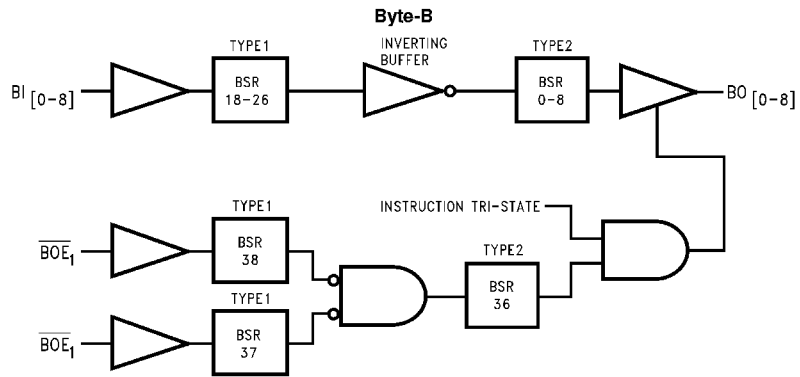 Byte-B
TYPE1
INVERTING
BUFFER
TYPE2
BI [0-8]
BSR
18-26
BSR
0-8
BO [0-8]
TYPE1
INSTRUCTION TRI-STATE
BOE1
BSR
38
TYPE2
TYPE1
BSR
36
BOE1
BSR
37